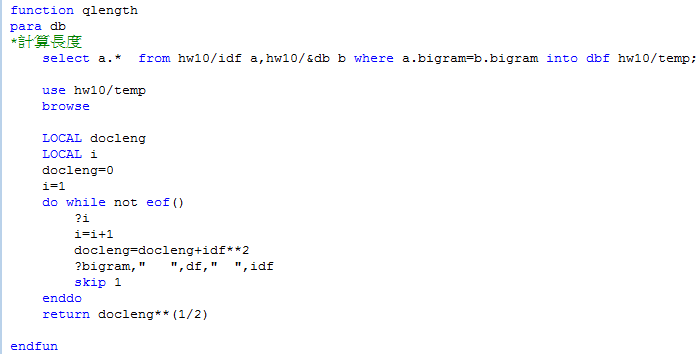 function qlength
para db
*計算長度
    select a.*  from hw10/idf a,hw10/&db b where a.bigram=b.bigram into dbf hw10/temp;
    use hw10/temp
    browse
    LOCAL docleng
    LOCAL i
    docleng=0
    i=1
    do while not eof()
        ?i
        i=i+1
        docleng=docleng+idf**2
        ?bigram,"   ",df,"  ",idf
        skip 1
    enddo
    return docleng**(1/2)
endfun